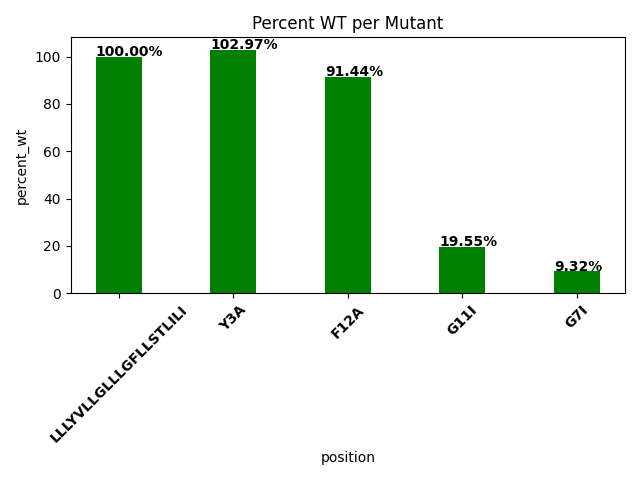 Percent WT per Mutant
100.00%
102.97%
91.44%
19.55%
9.32%
percent_wt
100
80
60
40
20
0
LLLYVLLGLLLGFLLSTLILI
Y3A
F12A
G11I
G7I
position